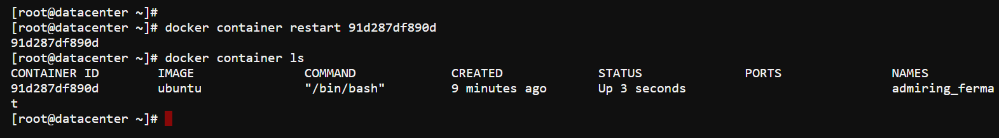 [root@datacenter ~]#
[root@datacenter ~]# docker container restart 91d287df890d
91d287df890d
[root@datacenter ~]# docker container ls
CONTAINER ID        IMAGE               COMMAND             CREATED             STATUS              PORTS               NAMES
91d287df890d        ubuntu              "/bin/bash"         9 minutes ago       Up 3 seconds                            admiring_ferma
t
[root@datacenter ~]#